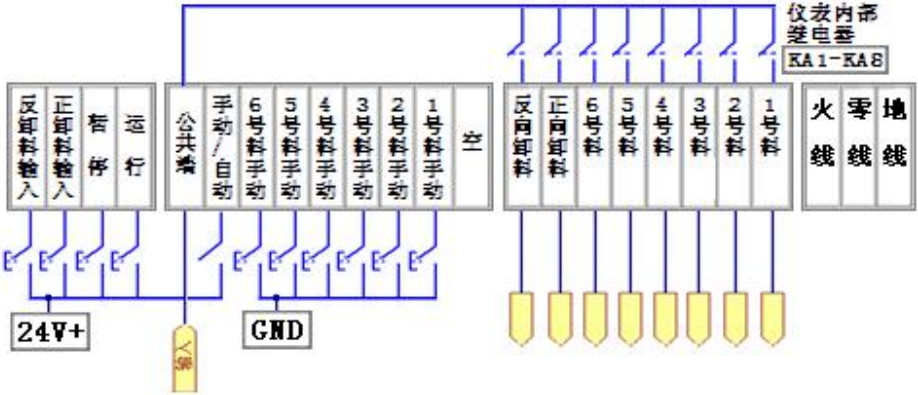 仪表内部
继电器
KA1-KA8
反卸料输入
正卸料输入
暂停
运行
公共端
手动/自动
6号料手动
5号料手动
4号料手动
3号料手动
2号料手动
1号料手动
空
反向卸料
正向卸料
6号料
5号料
4号料
3号料
2号料
1号料
火线
零线
地线
24V+
GND